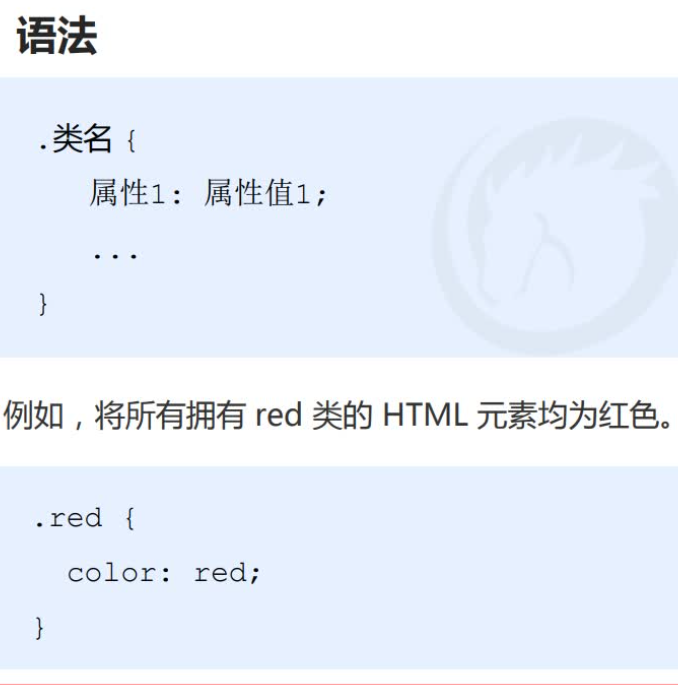 语法
.类名 {
属性1: 属性值1;
...
}
例如，将所有拥有 red 类的 HTML 元素均为红色。
.red {
color: red;
}